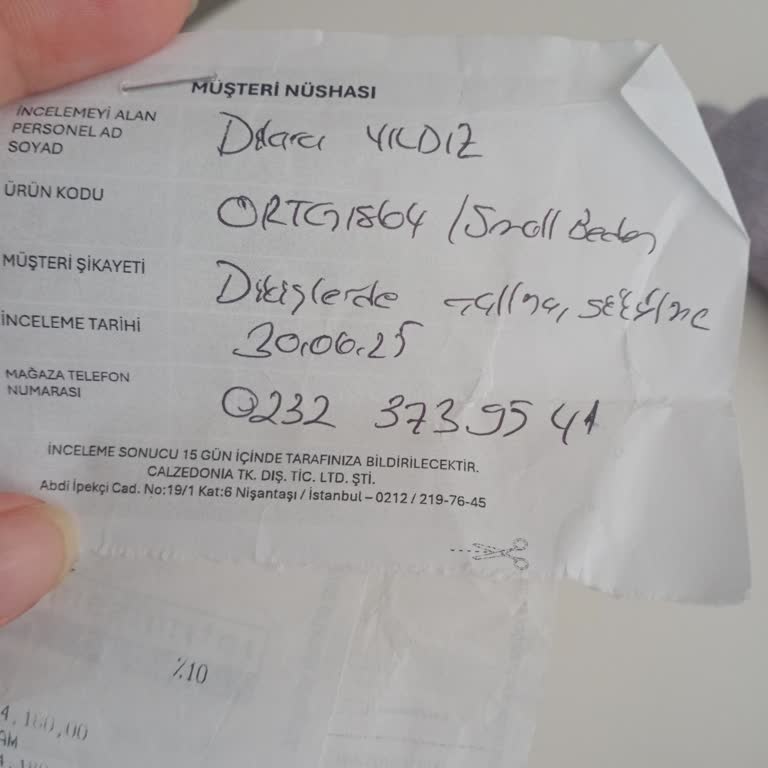 MÜŞTERİ NÜSHASI
İNCELEMEYİ ALAN
PERSONEL AD
SOYAD
Dilara YILDIZ
ÜRÜN KODU
ORTG1864 / Small Beden
MÜŞTERİ ŞİKAYETİ
Dikişlerde
İNCELEME TARİHİ
30.06.25
MAĞAZA TELEFON
NUMARASI
0232 373 95 41
İNCELEME SONUCU 15 GÜN İÇİNDE TARAFINIZA BİLDİRİLECEKTİR.
CALZEDONIA TK. DIŞ. TİC. LTD. ŞTİ.
Abdi İpekçi Cad. No:19/1 Kat:6 Nişantaşı / İstanbul – 0212 / 219-76-45
%10